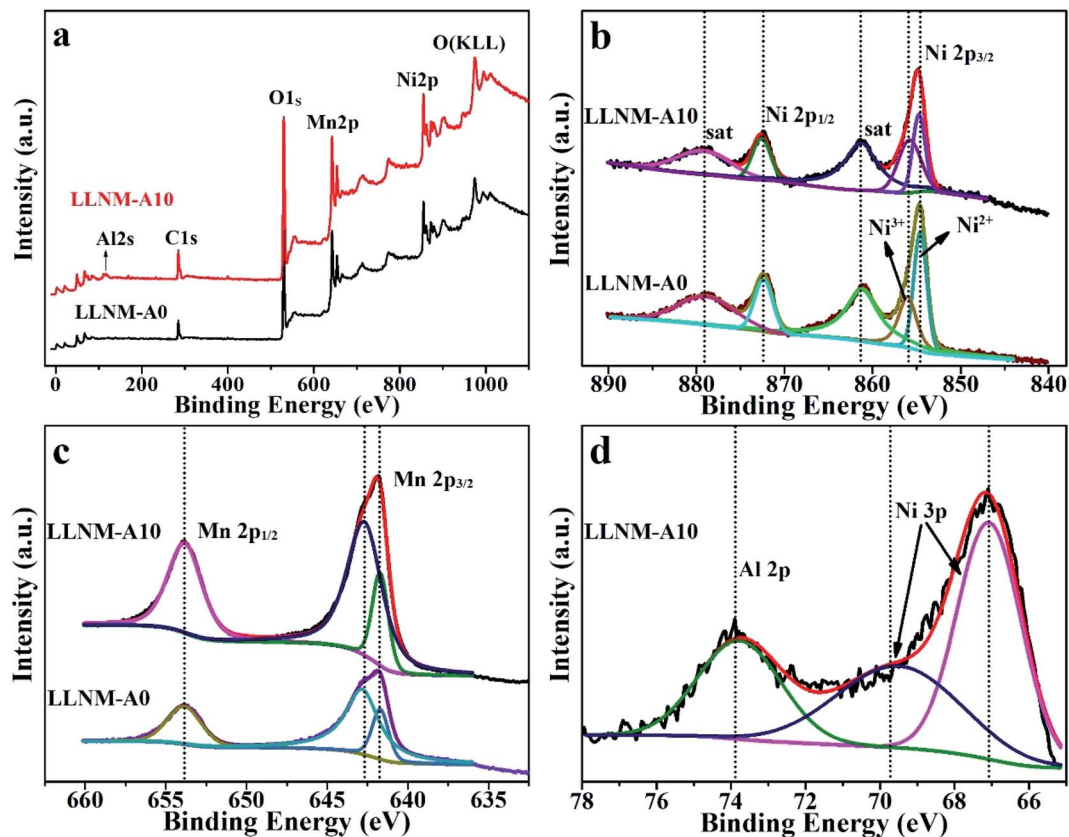 a
O(KLL)
Ni2p
O1s
Mn2p
LLNM-A10
Al2s
C1s
LLNM-A0
0 200 400 600 800 1000
Binding Energy (eV)
Intensity (a.u.)
b
Ni 2p3/2
LLNM-A10
sat
Ni 2p1/2
sat
Ni3+
Ni2+
LLNM-A0
890 880 870 860 850 840
Binding Energy (eV)
Intensity (a.u.)
c
Mn 2p3/2
LLNM-A10
Mn 2p1/2
LLNM-A0
660 655 650 645 640 635
Binding Energy (eV)
Intensity (a.u.)
d
Ni 3p
LLNM-A10
Al 2p
78 76 74 72 70 68 66
Binding Energy (eV)
Intensity (a.u.)